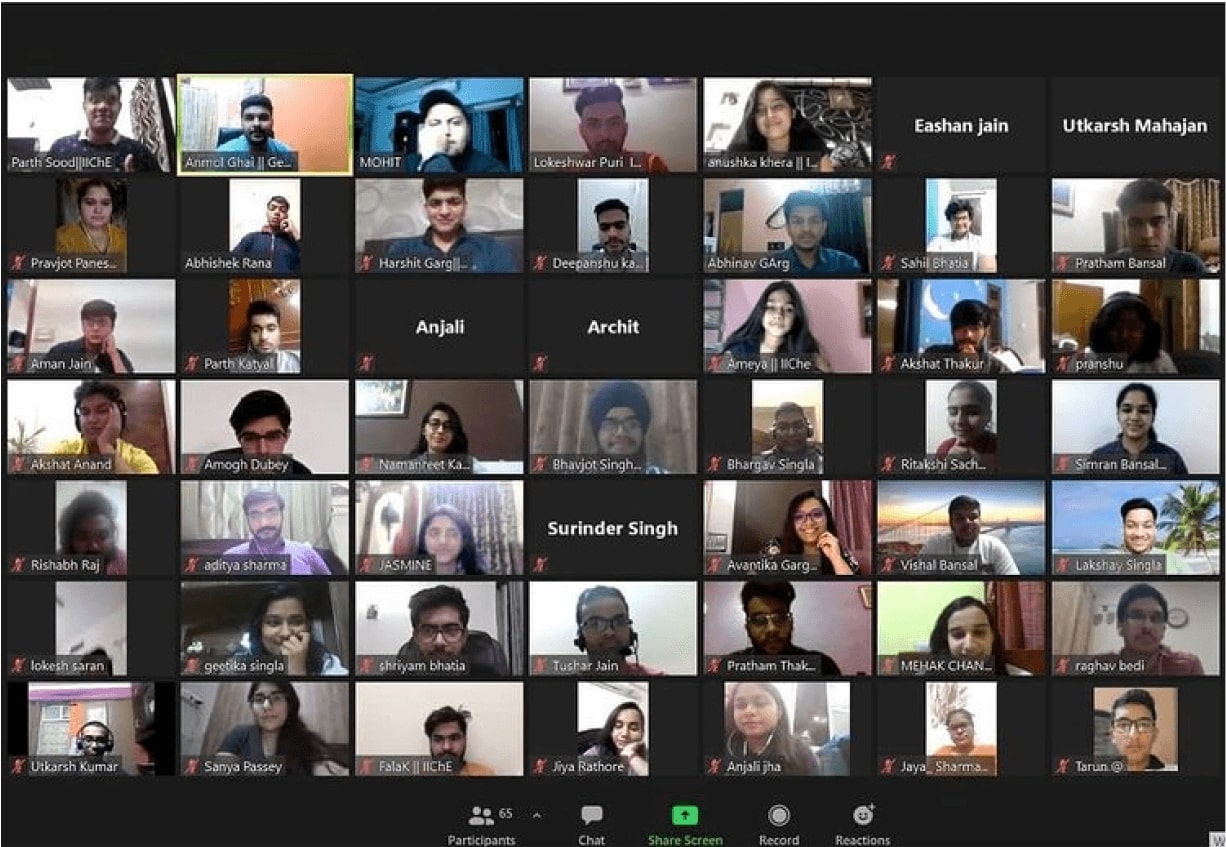 Parth Sood||IIChE
Anmol Ghai || Ge...
MOHIT
Lokeshwar Puri I...
anushka khera || I...
Eashan jain
Utkarsh Mahajan
Pravjot Panes...
Abhishek Rana
Harshit Garg||...
Deepanshu ka...
Abhinav GArg
Sahil Bhatia
Pratham Bansal
Aman Jain
Parth Katyal
Anjali
Archit
Ameya || IIChe
Akshat Thakur
pranshu
Akshat Anand
Amogh Dubey
Namanreet Ka...
Bhavjot Singh...
Bhargav Singla
Ritakshi Sach...
Simran Bansal...
Rishabh Raj
aditya sharma
JASMINE
Surinder Singh
Avantika Garg...
Vishal Bansal
Lakshay Singla
lokesh saran
geetika singla
shriyam bhatia
Tushar Jain
Pratham Thak...
MEHAK CHAN...
raghav bedi
Utkarsh Kumar
Sanya Passey
FalaK || IIChE
Jiya Rathore
Anjali jha
Jaya_ Sharma...
Tarun.@
65
Participants
Chat
Share Screen
Record
Reactions
W